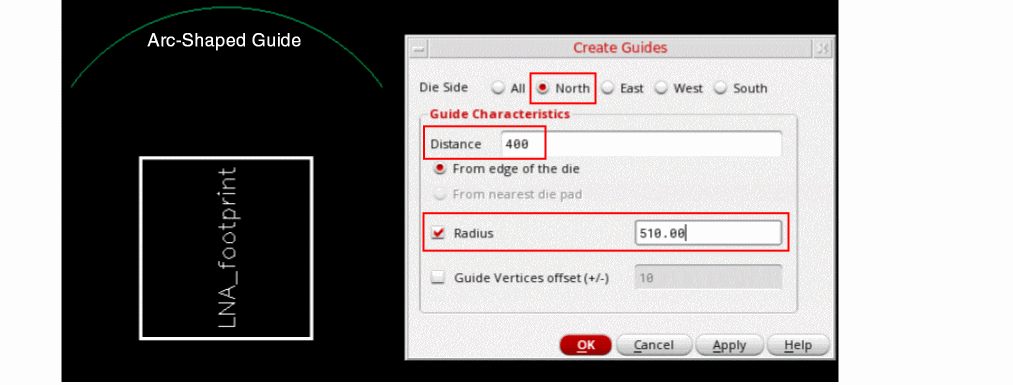 Arc-Shaped Guide
LNA_footprint
Create Guides
Die Side All North East West South
Guide Characteristics
Distance 400
From edge of the die
From nearest die pad
Radius 510.00
Guide Vertices offset (+/-) 10
OK Cancel Apply Help